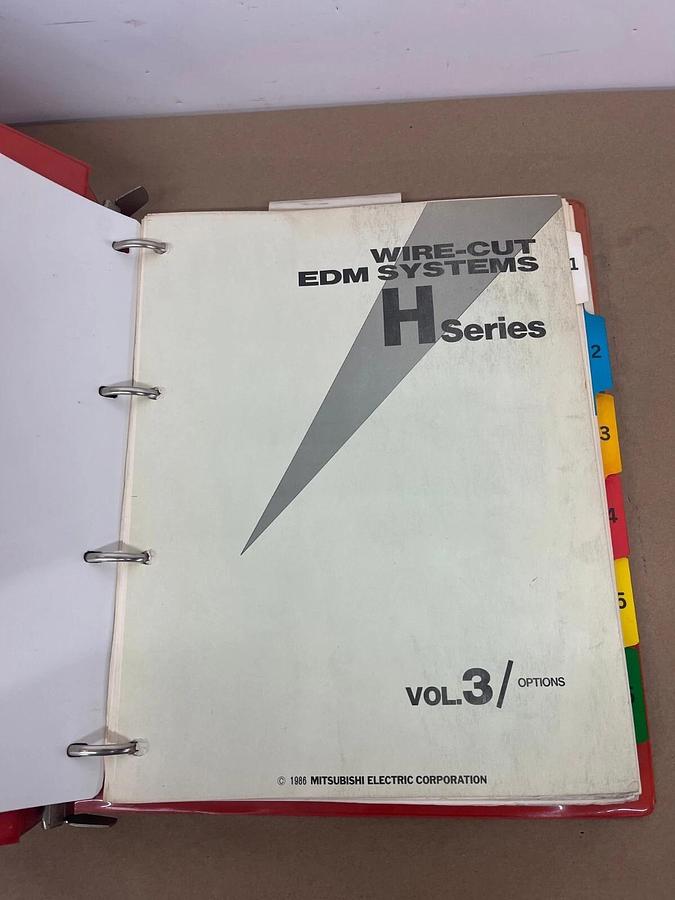 WIRE-CUT
EDM SYSTEMS
H Series
1
2
3
4
5
VOL.3/ OPTIONS
© 1986 MITSUBISHI ELECTRIC CORPORATION